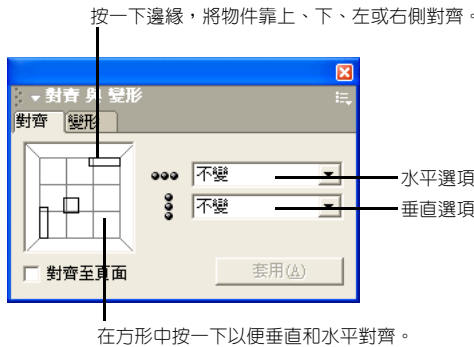 按一下邊緣，將物件靠上、下、左或右側對齊。
對齊 與 變形
對齊 變形
不變
水平選項
不變
垂直選項
對齊至頁面
套用(A)
在方形中按一下以便垂直和水平對齊。